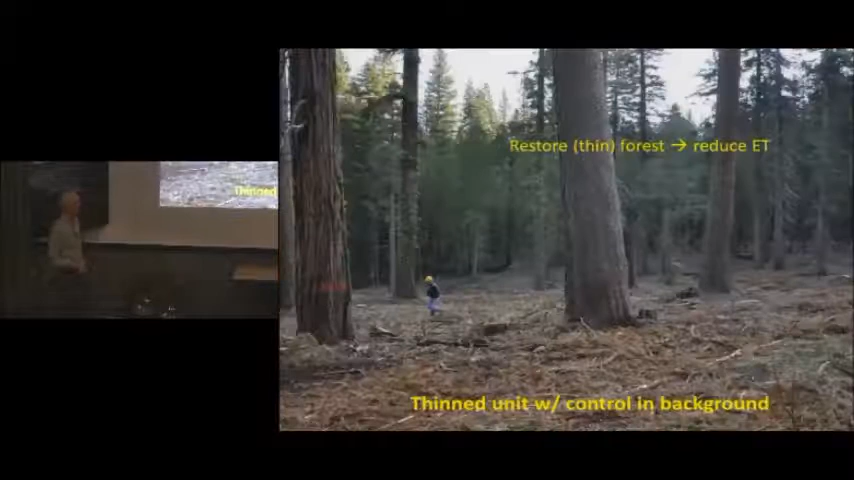 Restore (thin) forest → reduce ET
Thinned unit w/ control in background
Thinned